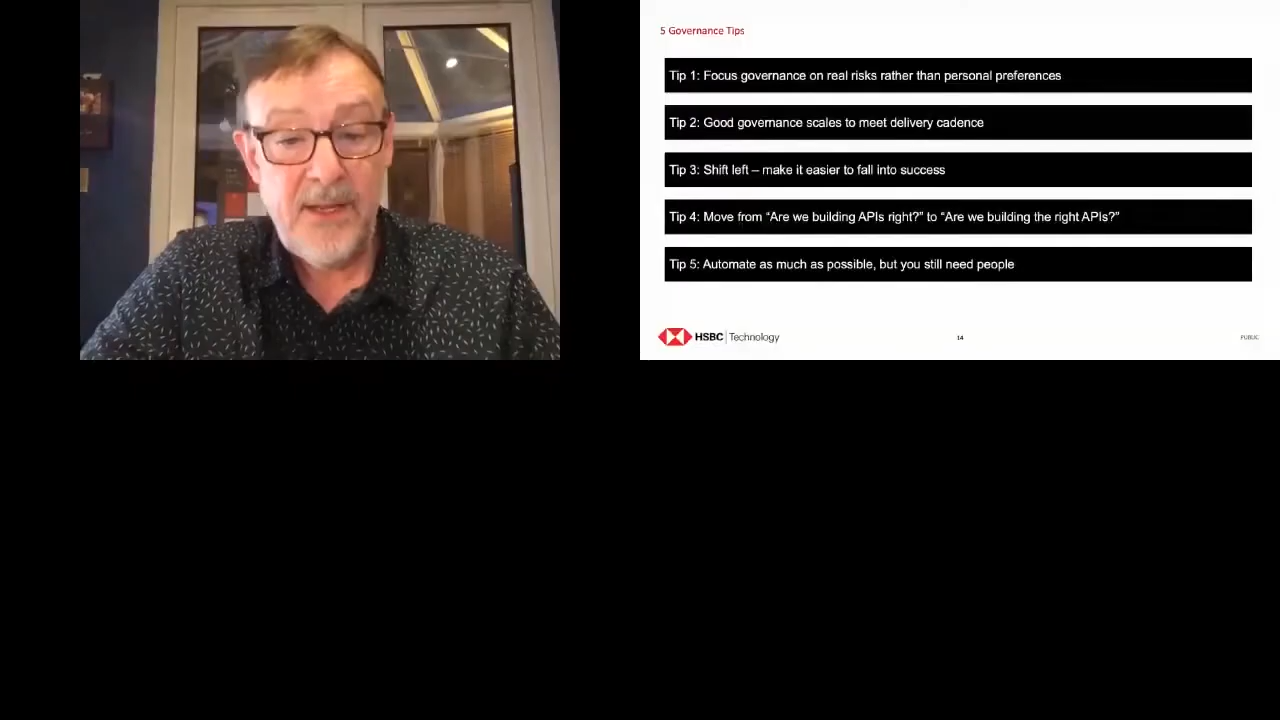 5 Governance Tips
Tip 1: Focus governance on real risks rather than personal preferences
Tip 2: Good governance scales to meet delivery cadence
Tip 3: Shift left – make it easier to fall into success
Tip 4: Move from “Are we building APIs right?” to “Are we building the right APIs?”
Tip 5: Automate as much as possible, but you still need people
HSBC Technology
14
PUBLIC